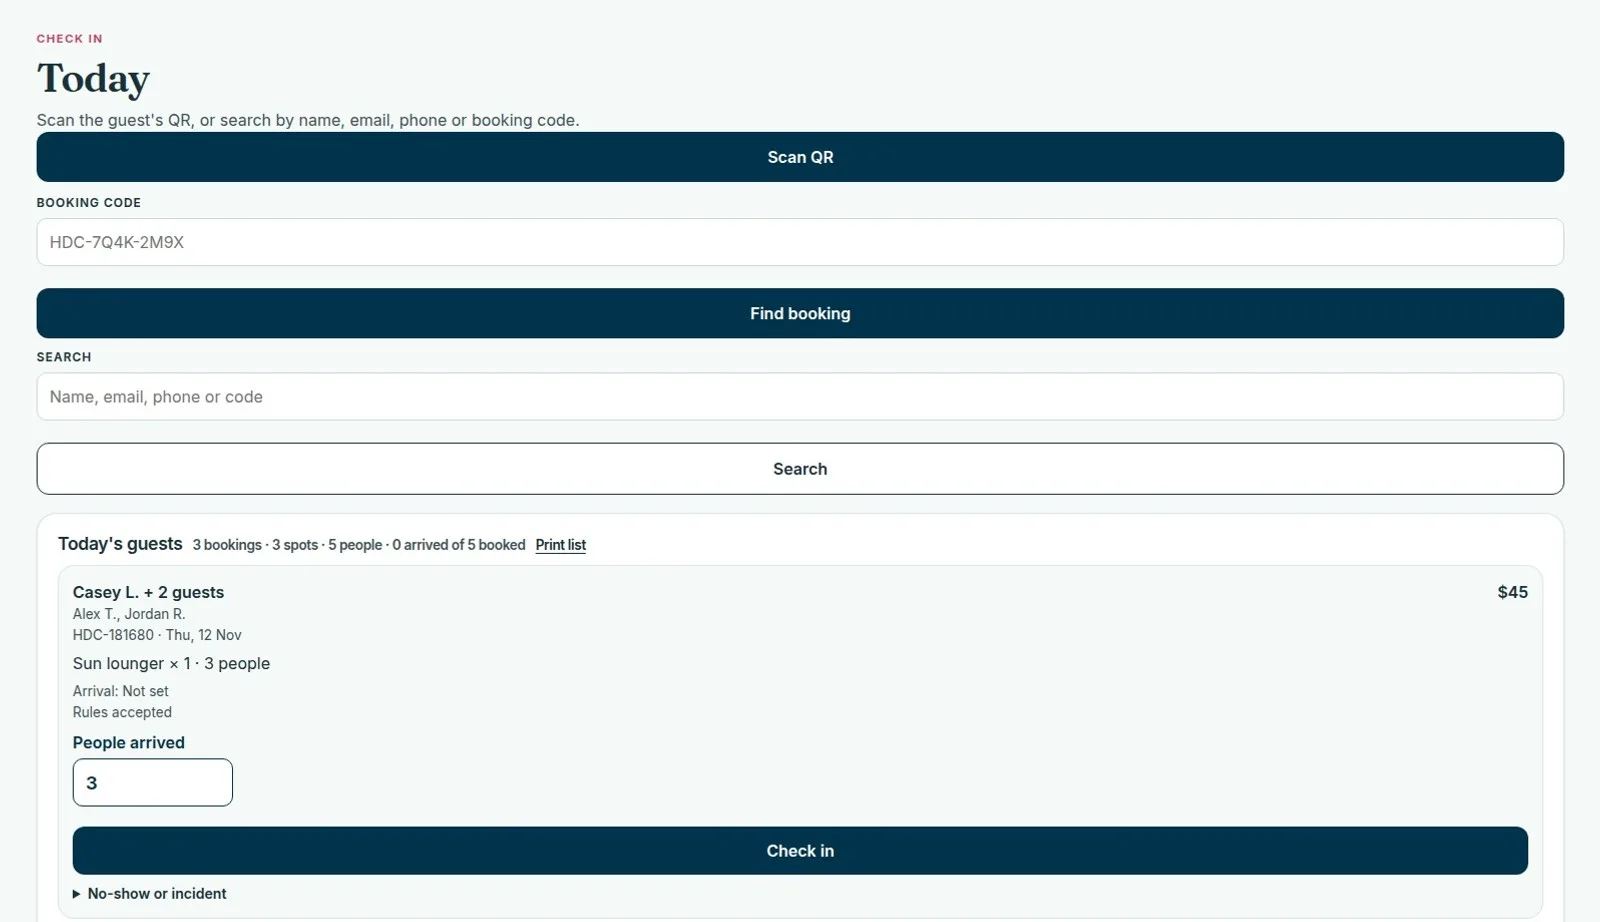 CHECK IN
Today
Scan the guest's QR, or search by name, email, phone or booking code.
Scan QR
BOOKING CODE
HDC-7Q4K-2M9X
Find booking
SEARCH
Name, email, phone or code
Search
Today's guests 3 bookings · 3 spots · 5 people · 0 arrived of 5 booked Print list
Casey L. + 2 guests $45
Alex T., Jordan R.
HDC-181680 · Thu, 12 Nov
Sun lounger × 1 · 3 people
Arrival: Not set
Rules accepted
People arrived
3
Check in
No-show or incident